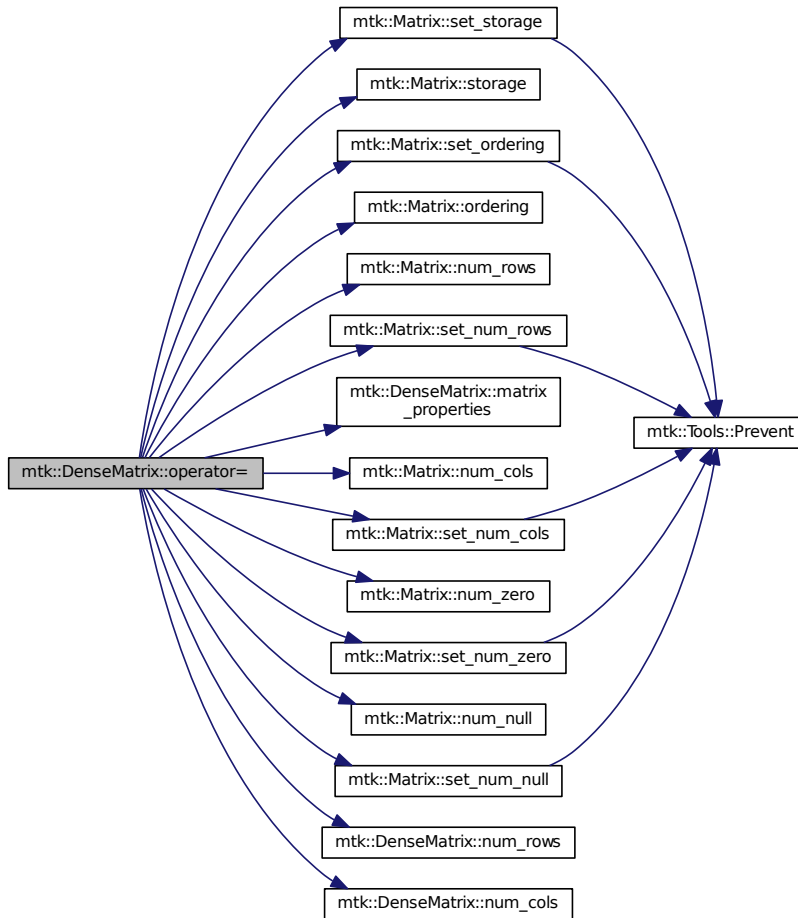 mtk::Matrix::set_storage
mtk::Matrix::storage
mtk::Matrix::set_ordering
mtk::Matrix::ordering
mtk::Matrix::num_rows
mtk::Matrix::set_num_rows
mtk::DenseMatrix::matrix
_properties
mtk::Tools::Prevent
mtk::DenseMatrix::operator=
mtk::Matrix::num_cols
mtk::Matrix::set_num_cols
mtk::Matrix::num_zero
mtk::Matrix::set_num_zero
mtk::Matrix::num_null
mtk::Matrix::set_num_null
mtk::DenseMatrix::num_rows
mtk::DenseMatrix::num_cols